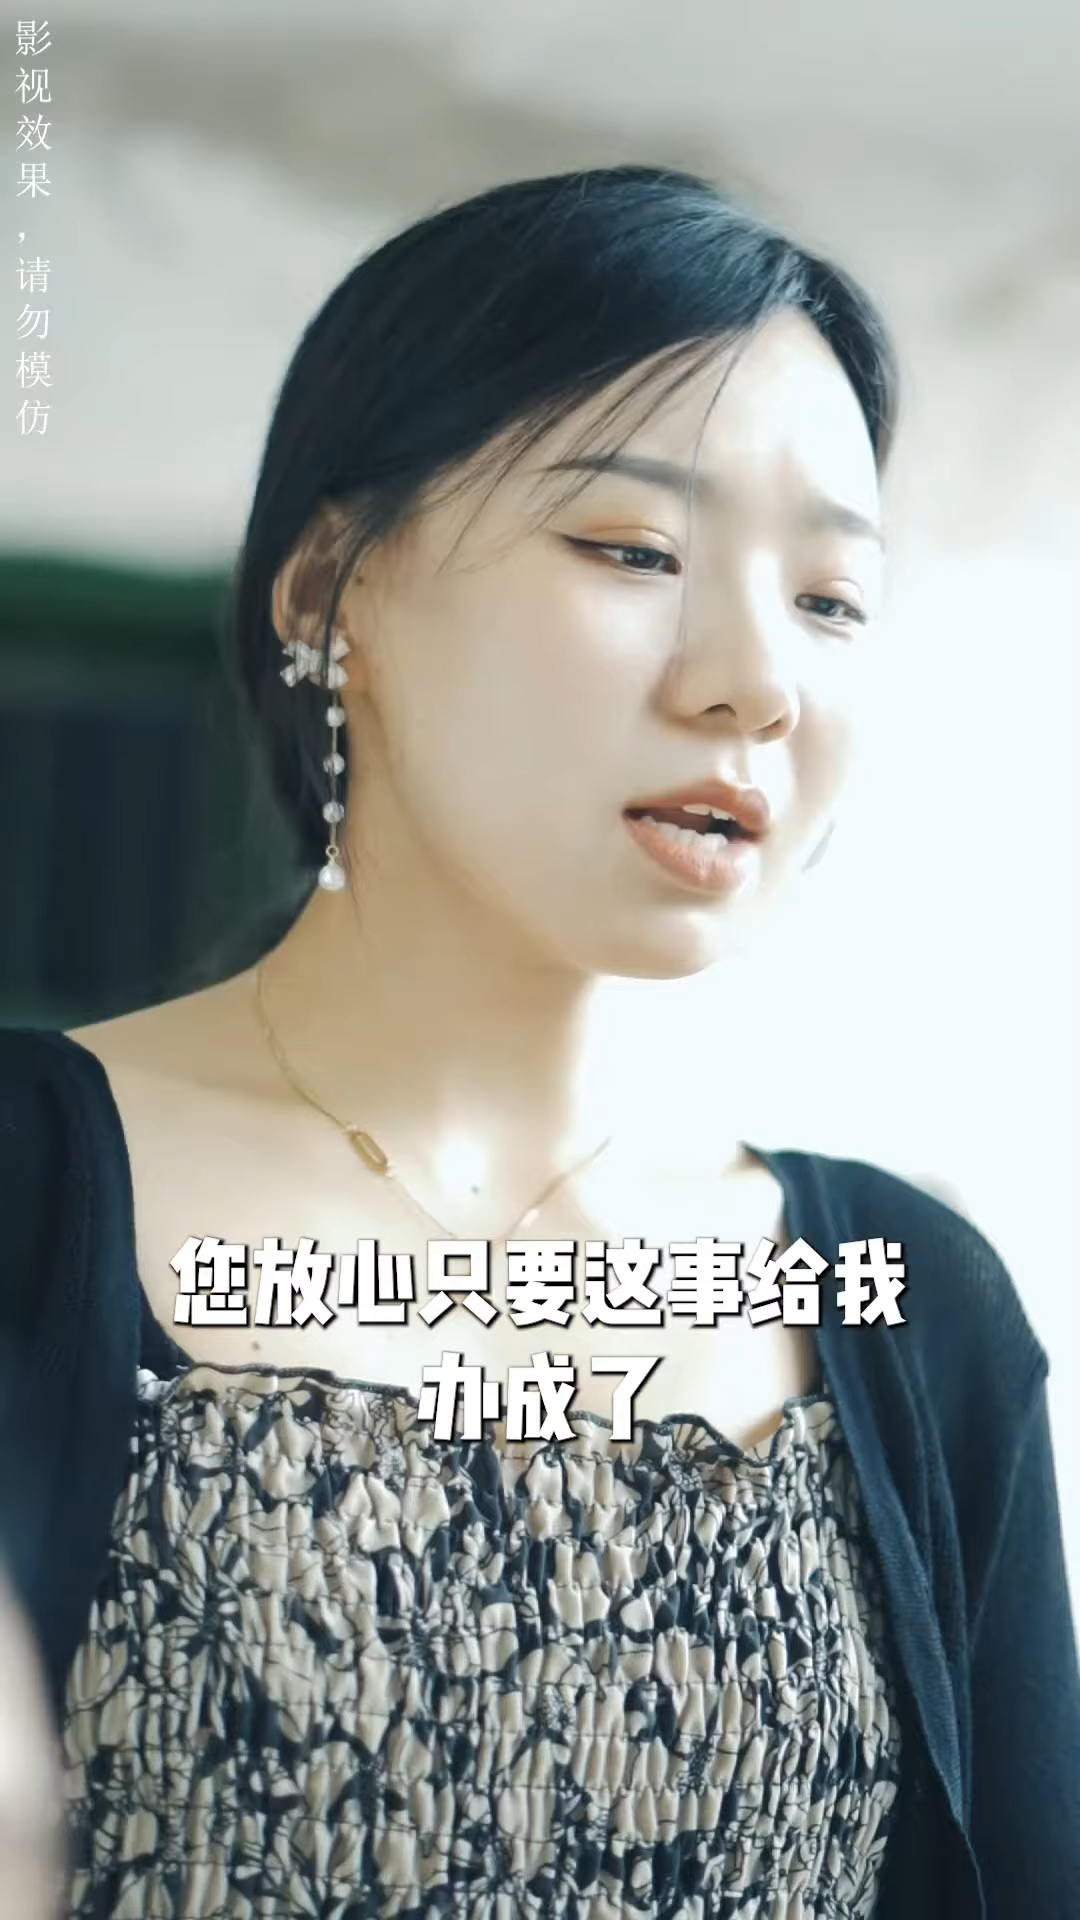 影视效果，请勿模仿
您放心只要这事给我
办成了